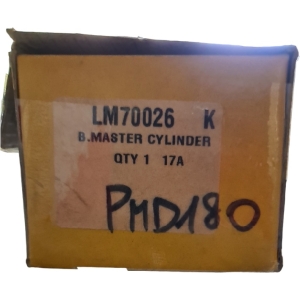 LM70026 K
B.MASTER CYLINDER
QTY 1 17A
PMD180